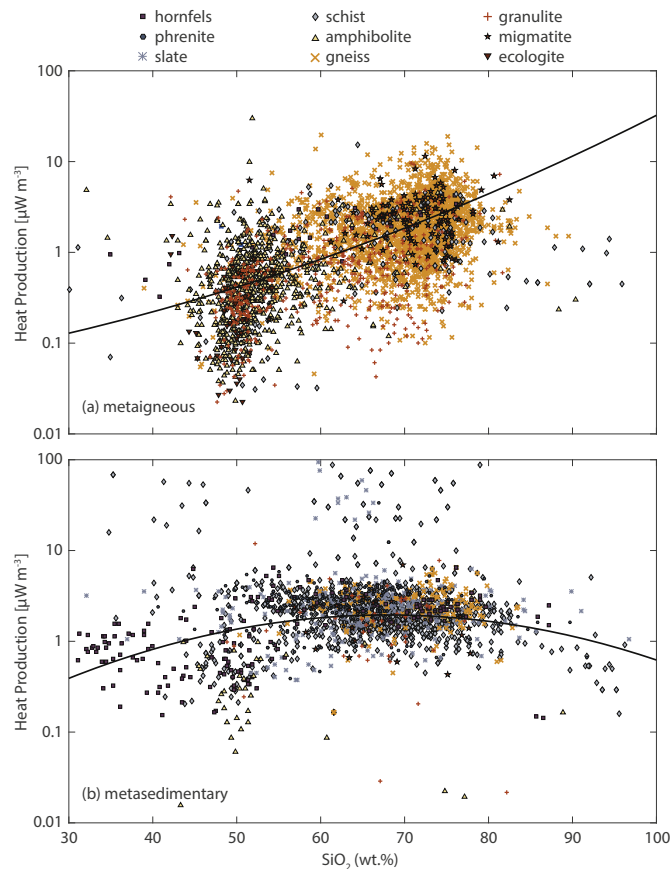 hornfels schist granulite
phrenite amphibolite migmatite
slate gneiss ecologite
100
10
1
0.1
0.01
Heat Production [µW m⁻³]
(a) metaigneous
100
10
1
0.1
0.01
Heat Production [µW m⁻³]
(b) metasedimentary
30 40 50 60 70 80 90 100
SiO₂ (wt.%)